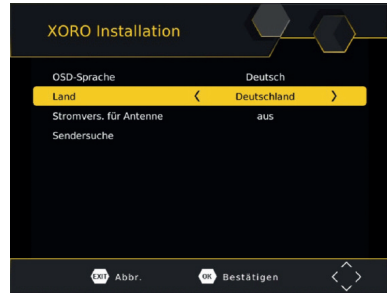 XORO Installation
OSD-Sprache Deutsch
Land Deutschland
Stromvers. für Antenne aus
Sendersuche
EXIT Abbr. OK Bestätigen